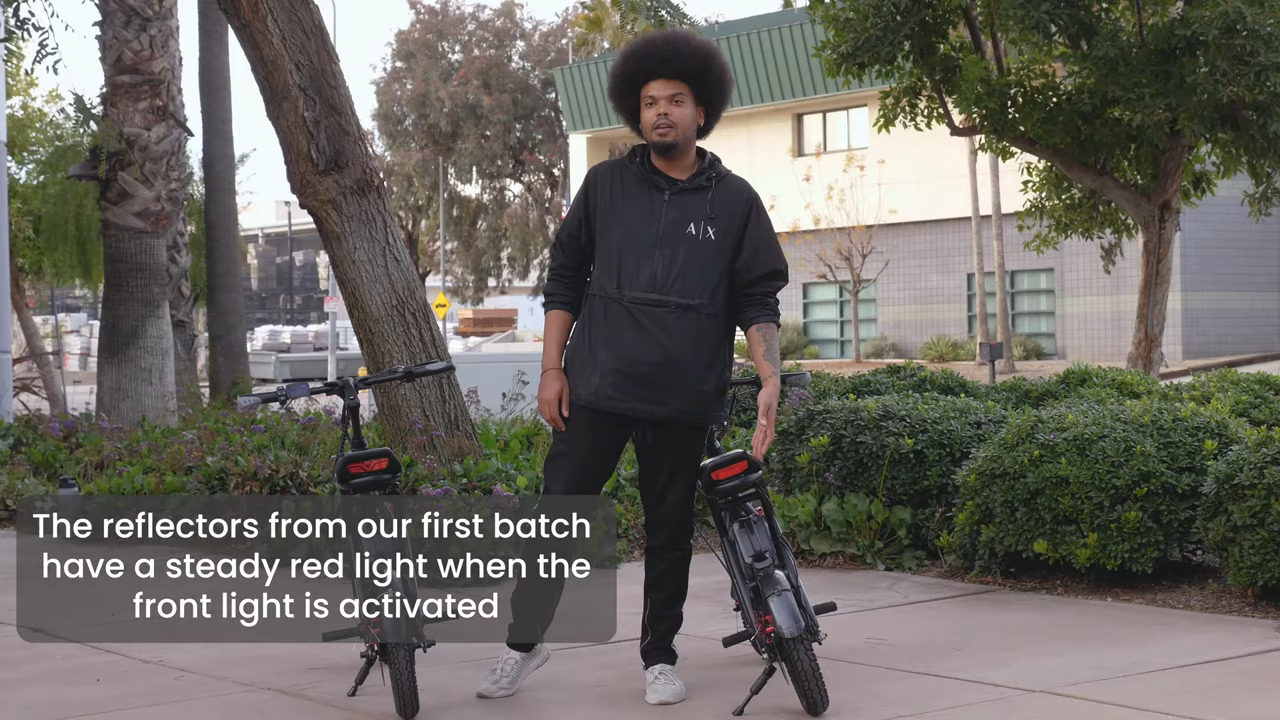 A|X
The reflectors from our first batch
have a steady red light when the
front light is activated